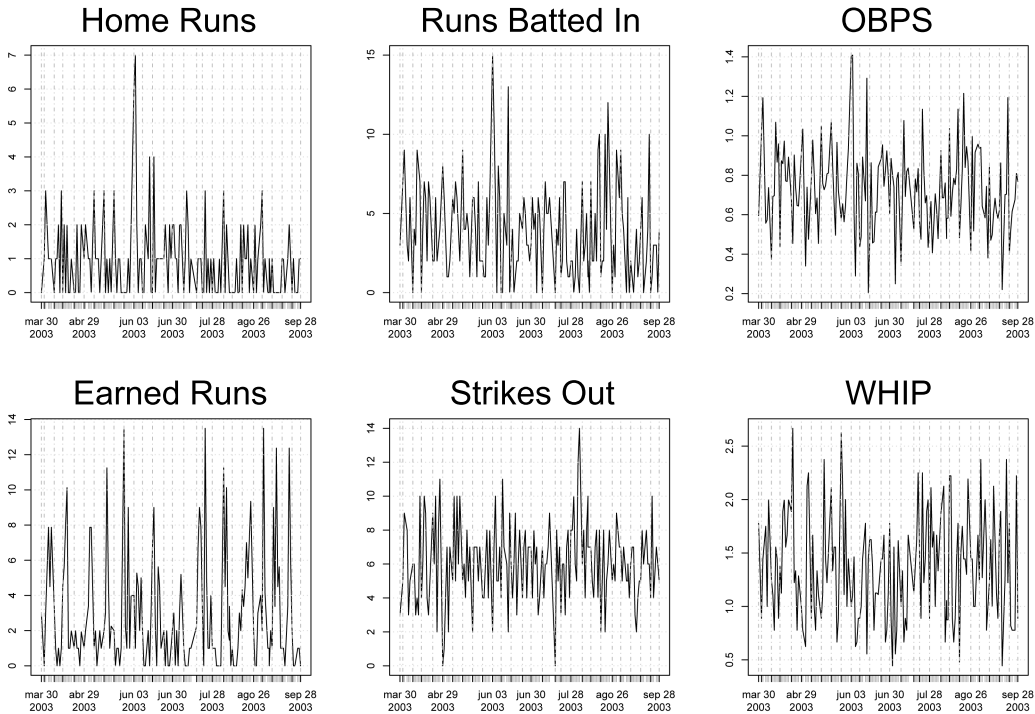 Home Runs
7
6
5
4
3
2
1
0
mar 30 abr 29 jun 03 jun 30 jul 28 ago 26 sep 28
2003 2003 2003 2003 2003 2003 2003
Runs Batted In
15
10
5
0
mar 30 abr 29 jun 03 jun 30 jul 28 ago 26 sep 28
2003 2003 2003 2003 2003 2003 2003
OBPS
1.4
1.2
1.0
0.8
0.6
0.4
0.2
mar 30 abr 29 jun 03 jun 30 jul 28 ago 26 sep 28
2003 2003 2003 2003 2003 2003 2003
Earned Runs
14
12
10
8
6
4
2
0
mar 30 abr 29 jun 03 jun 30 jul 28 ago 26 sep 28
2003 2003 2003 2003 2003 2003 2003
Strikes Out
14
12
10
8
6
4
2
0
mar 30 abr 29 jun 03 jun 30 jul 28 ago 26 sep 28
2003 2003 2003 2003 2003 2003 2003
WHIP
2.5
2.0
1.5
1.0
0.5
mar 30 abr 29 jun 03 jun 30 jul 28 ago 26 sep 28
2003 2003 2003 2003 2003 2003 2003